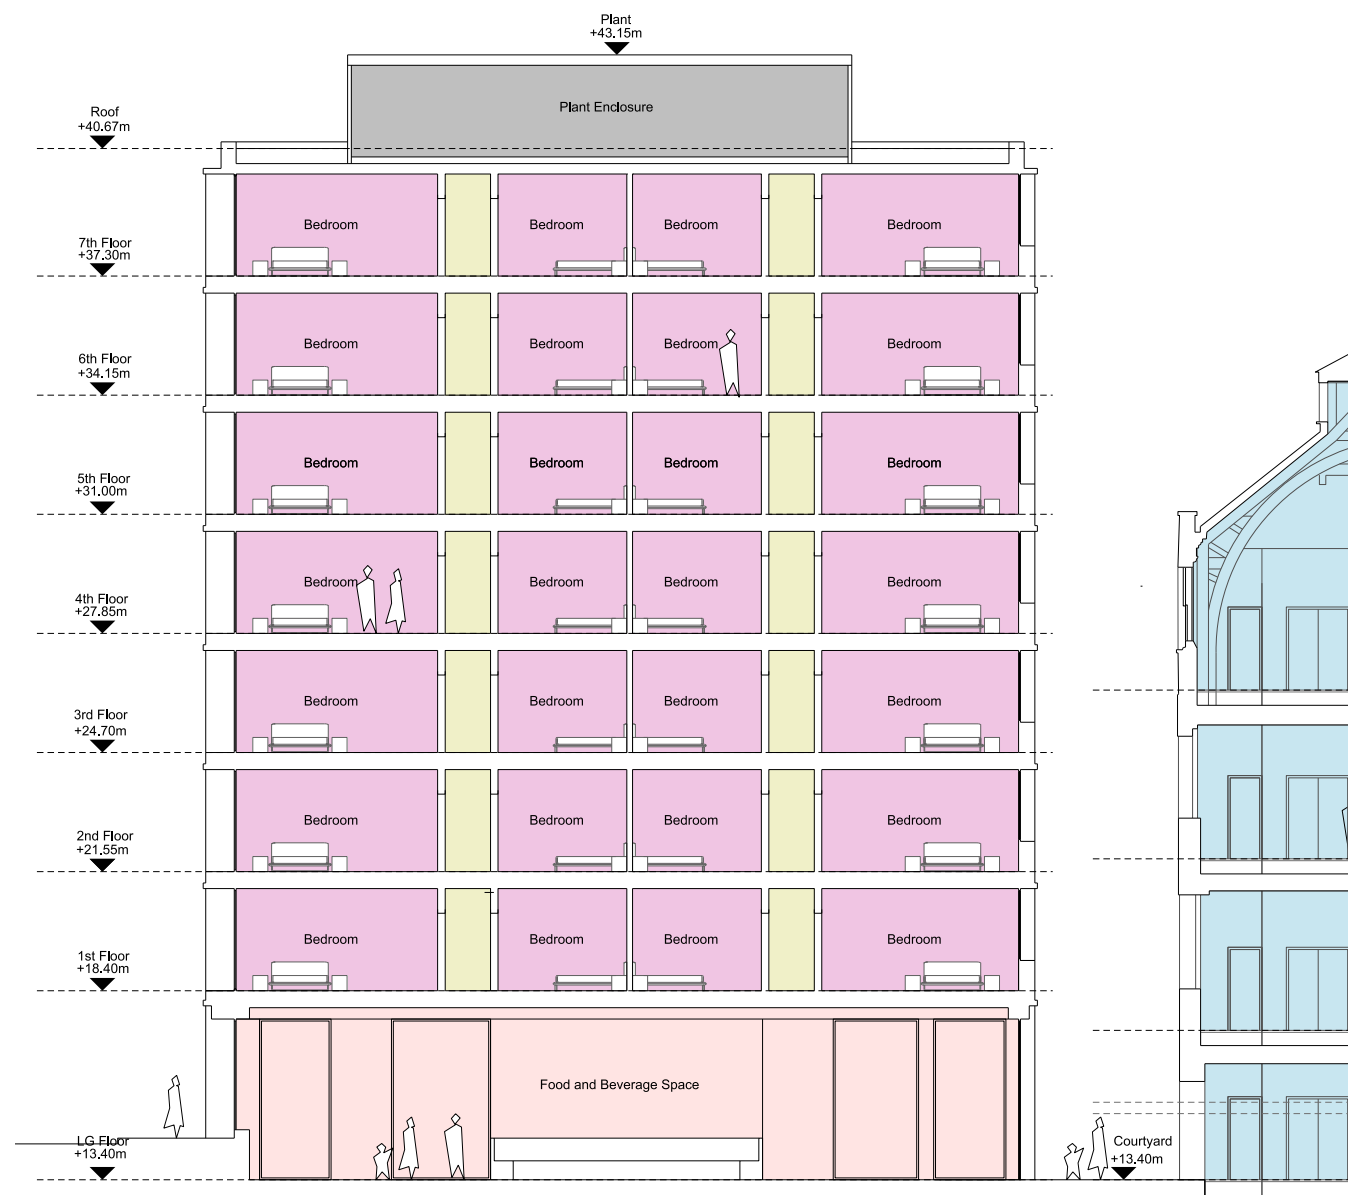 Plant
+43.15m
Plant Enclosure
Roof
+40.67m
Bedroom Bedroom Bedroom Bedroom
7th Floor
+37.30m
Bedroom Bedroom Bedroom Bedroom
6th Floor
+34.15m
Bedroom Bedroom Bedroom Bedroom
5th Floor
+31.00m
Bedroom Bedroom Bedroom Bedroom
4th Floor
+27.85m
Bedroom Bedroom Bedroom Bedroom
3rd Floor
+24.70m
Bedroom Bedroom Bedroom Bedroom
2nd Floor
+21.55m
Bedroom Bedroom Bedroom Bedroom
1st Floor
+18.40m
Food and Beverage Space
LG Floor
+13.40m
Courtyard
+13.40m